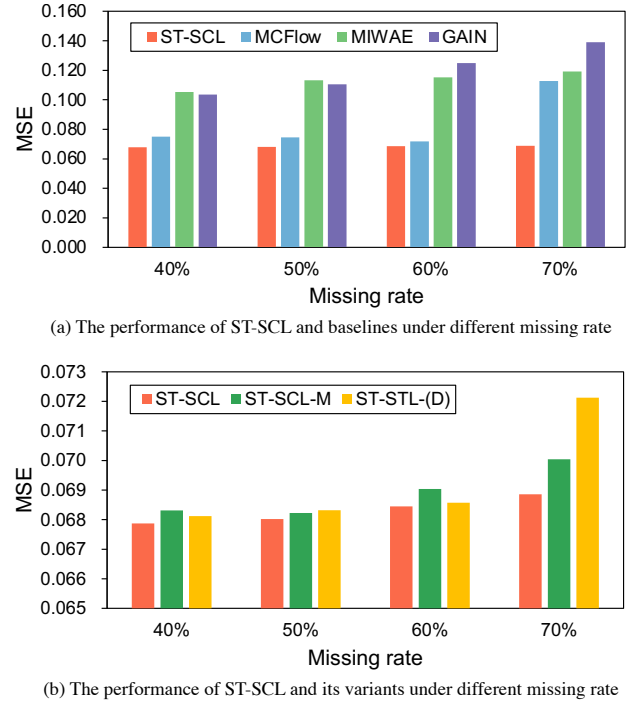 0.160
ST-SCL MCFlow MIWAE GAIN
0.140
0.120
0.100
0.080
0.060
0.040
0.020
0.000
MSE
40% 50% 60% 70%
Missing rate
(a) The performance of ST-SCL and baselines under different missing rate
0.073
ST-SCL ST-SCL-M ST-STL-(D)
0.072
0.071
0.070
0.069
0.068
0.067
0.066
0.065
MSE
40% 50% 60% 70%
Missing rate
(b) The performance of ST-SCL and its variants under different missing rate